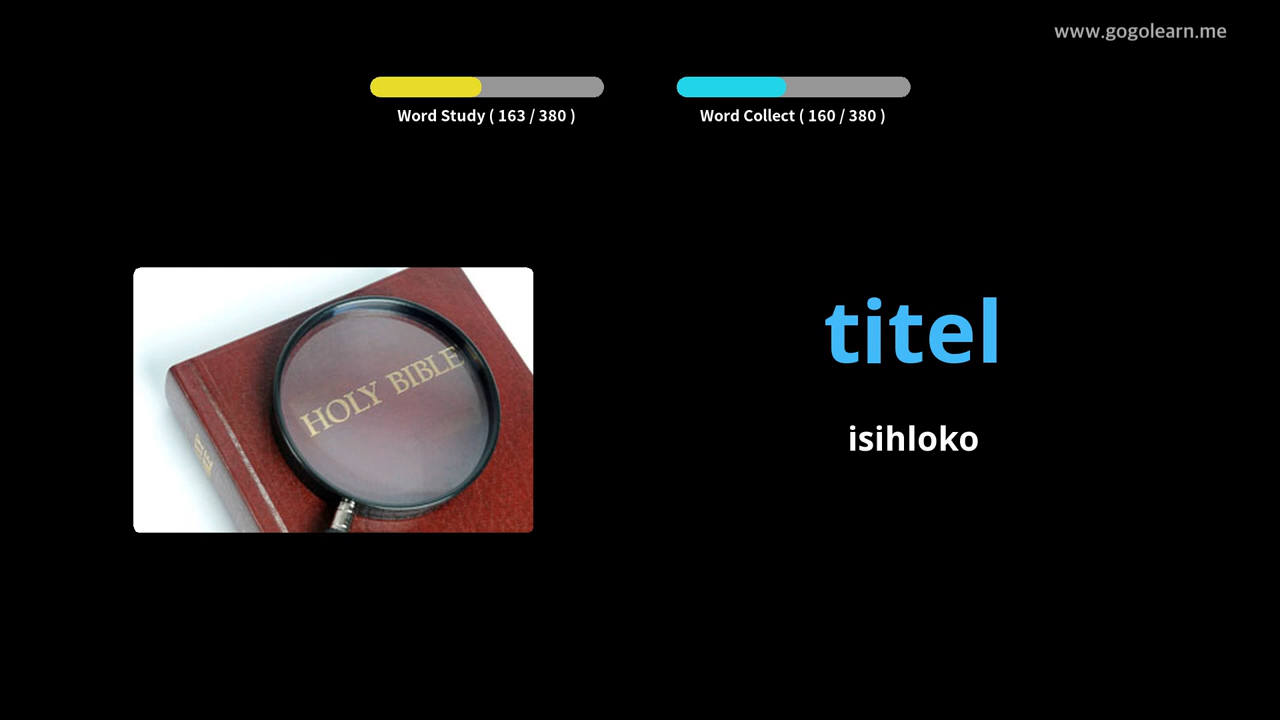 www.gogolearn.me
Word Study ( 163 / 380 )
Word Collect ( 160 / 380 )
HOLY BIBLE
titel
isihloko